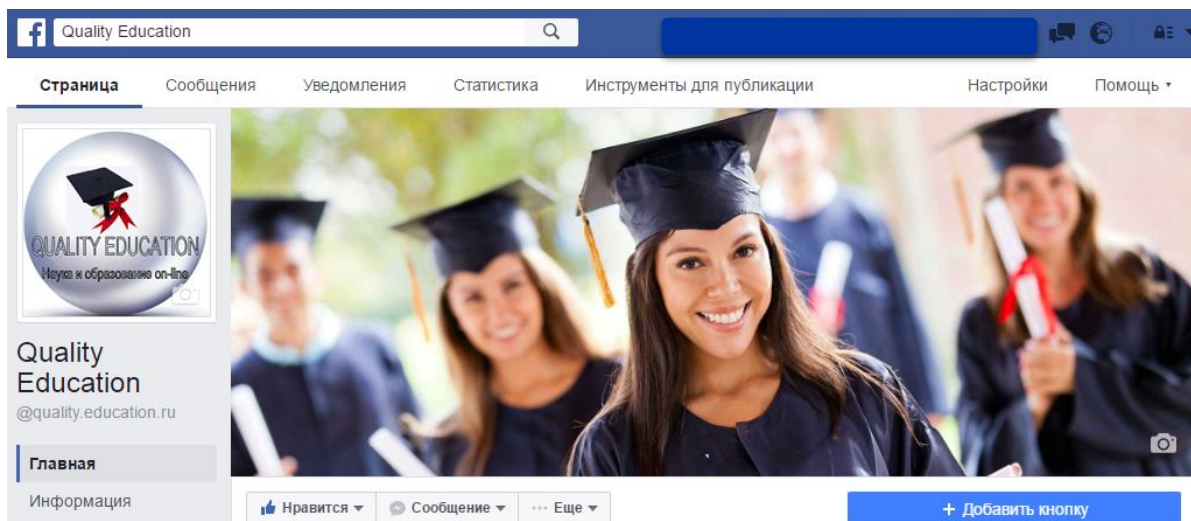 Quality Education
Страница Сообщения Уведомления Статистика Инструменты для публикации Настройки Помощь
QUALITY EDUCATION
Наука и образование on-line
Quality
Education
@quality.education.ru
Главная
Информация
Нравится Сообщение ··· Еще
+ Добавить кнопку